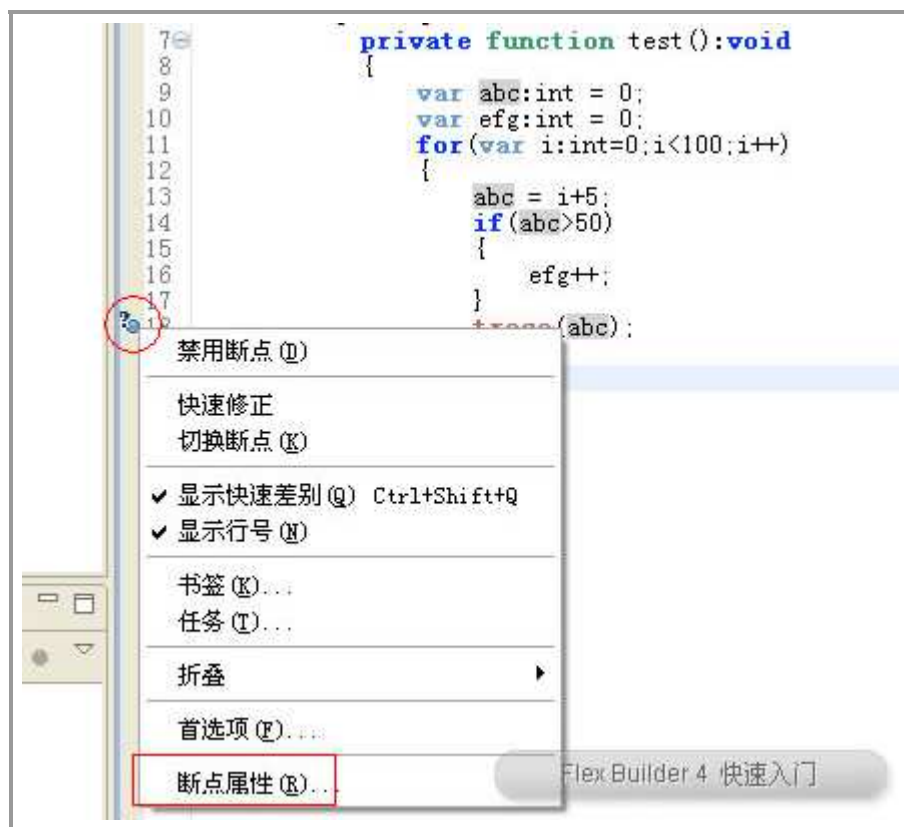 7 private function test():void
8 {
9 var abc:int = 0;
10 var efg:int = 0;
11 for(var i:int=0;i<100;i++)
12 {
13 abc = i+5;
14 if(abc>50)
15 {
16 efg++;
17 }
18 trace(abc);
禁用断点(D)
快速修正
切换断点(K)
显示快速差别(Q) Ctrl+Shift+Q
显示行号(N)
书签(K)...
任务(T)...
折叠
首选项(F)...
断点属性(R)...
Flex Builder 4 快速入门